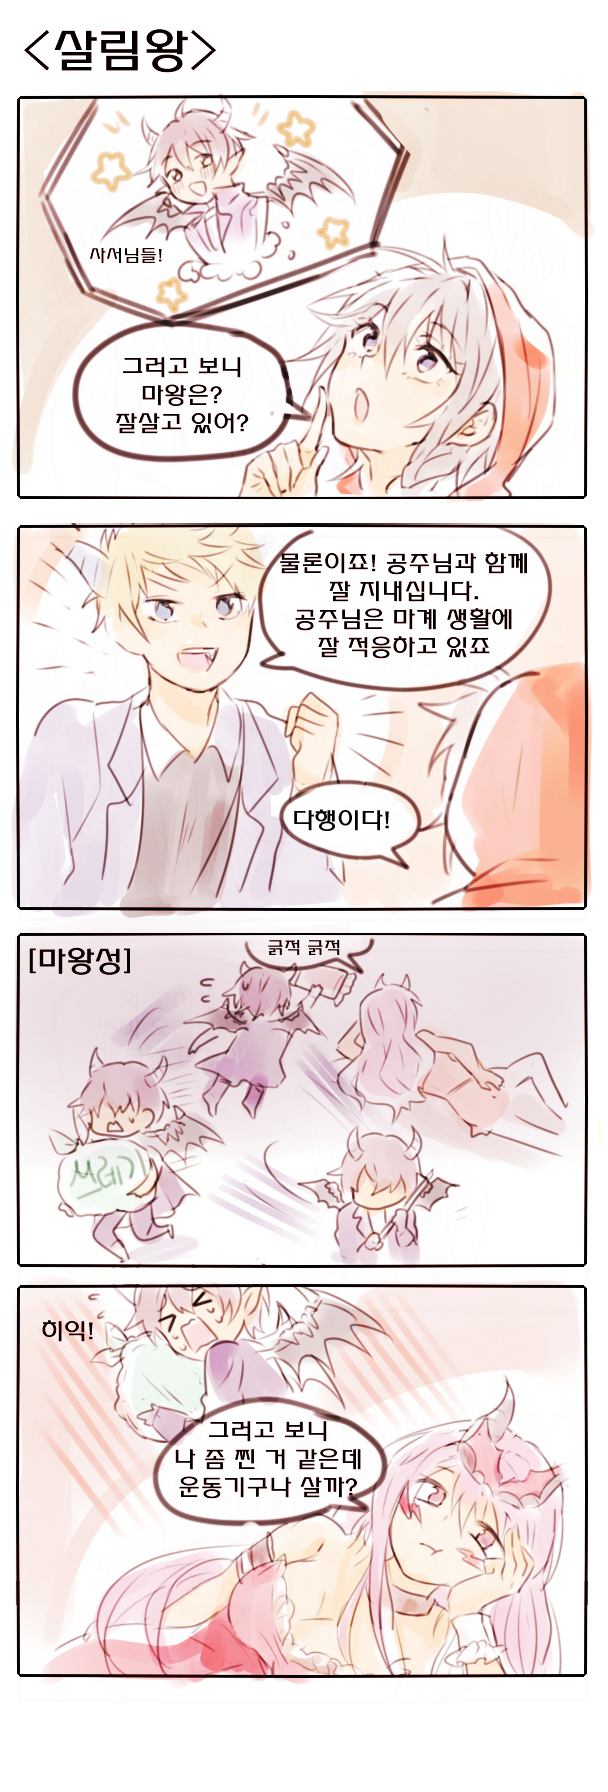 <살림왕>
사서님들!
그러고 보니
마왕은?
잘살고 있어?
물론이죠! 공주님과 함께
잘 지내십니다.
공주님은 마계 생활에
잘 적응하고 있죠
다행이다!
[마왕성]
긁적 긁적
히익!
그러고 보니
나 좀 찐 거 같은데
운동기구나 살까?